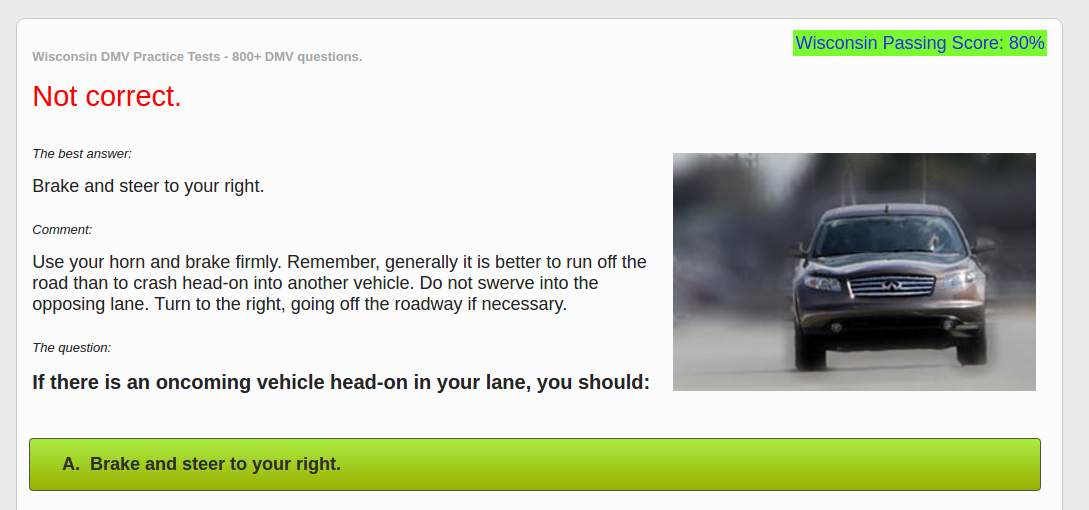 Wisconsin Passing Score: 80%
Wisconsin DMV Practice Tests - 800+ DMV questions.
Not correct.
The best answer:
Brake and steer to your right.
Comment:
Use your horn and brake firmly. Remember, generally it is better to run off the
road than to crash head-on into another vehicle. Do not swerve into the
opposing lane. Turn to the right, going off the roadway if necessary.
The question:
If there is an oncoming vehicle head-on in your lane, you should:
A. Brake and steer to your right.